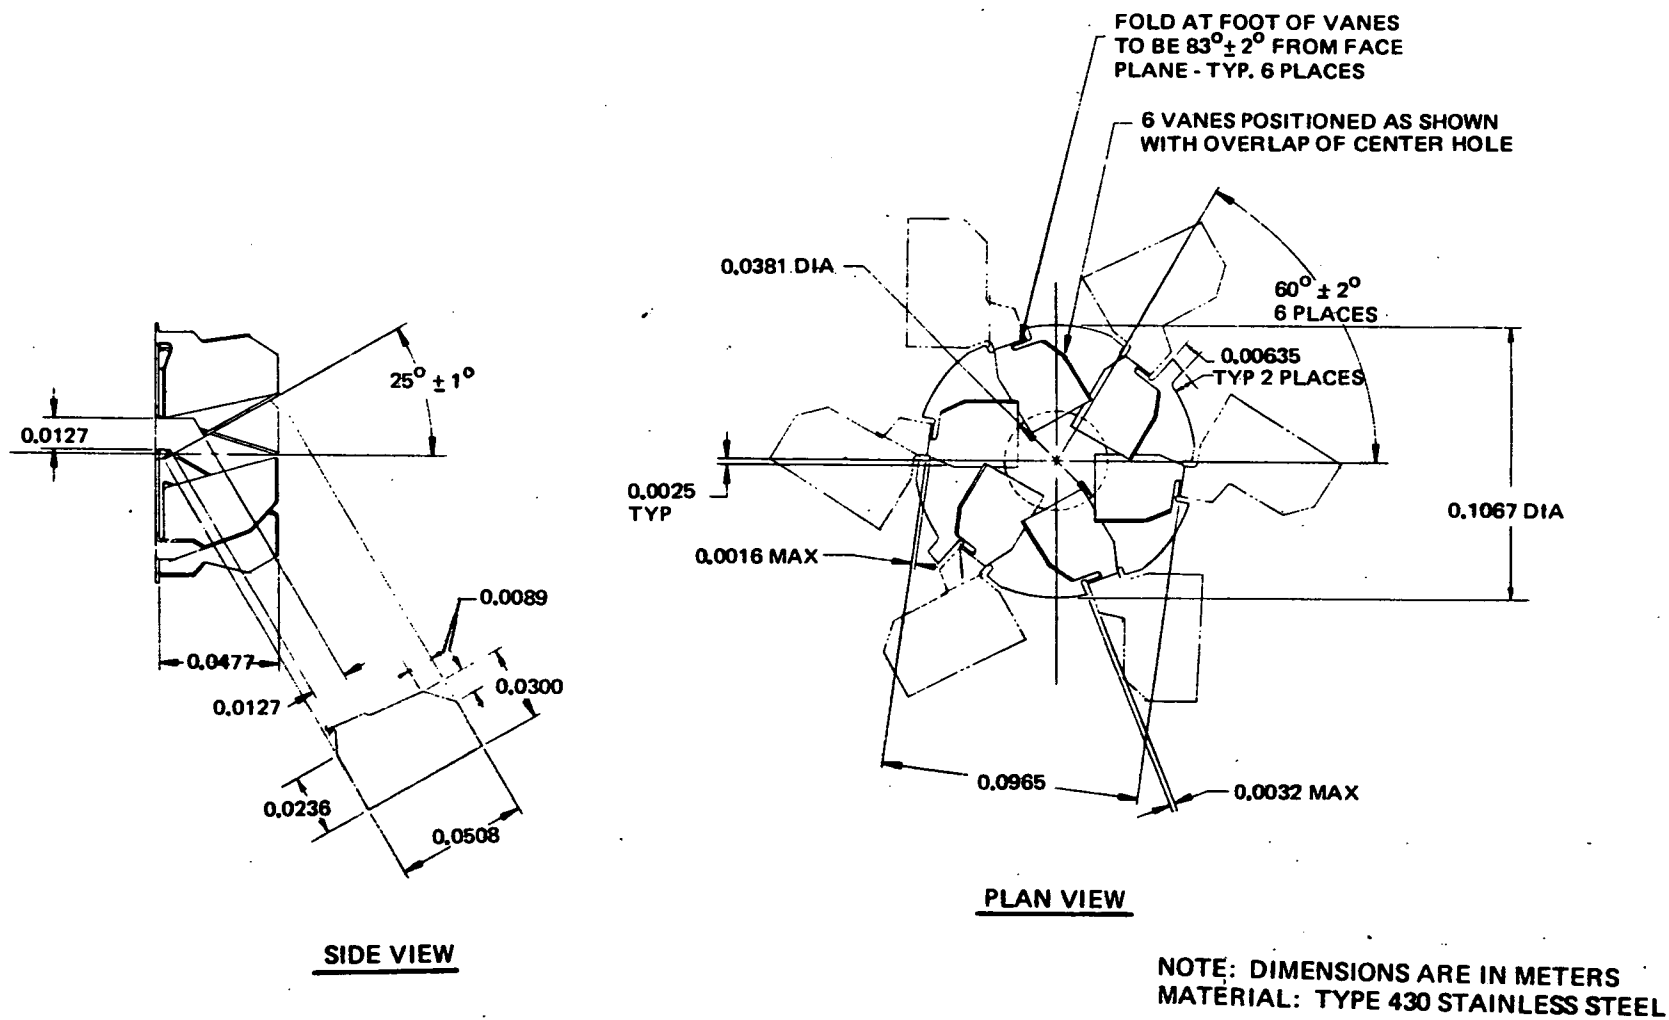 FOLD AT FOOT OF VANES
TO BE 83° ± 2° FROM FACE
PLANE - TYP. 6 PLACES
6 VANES POSITIONED AS SHOWN
WITH OVERLAP OF CENTER HOLE
0.0381 DIA
60° ± 2°
6 PLACES
0.00635
TYP 2 PLACES
25° ± 1°
0.0127
0.0025
TYP
0.1067 DIA
0.0016 MAX
0.0089
0.0477
0.0300
0.0127
0.0965
0.0032 MAX
0.0236
0.0508
PLAN VIEW
SIDE VIEW
NOTE: DIMENSIONS ARE IN METERS
MATERIAL: TYPE 430 STAINLESS STEEL